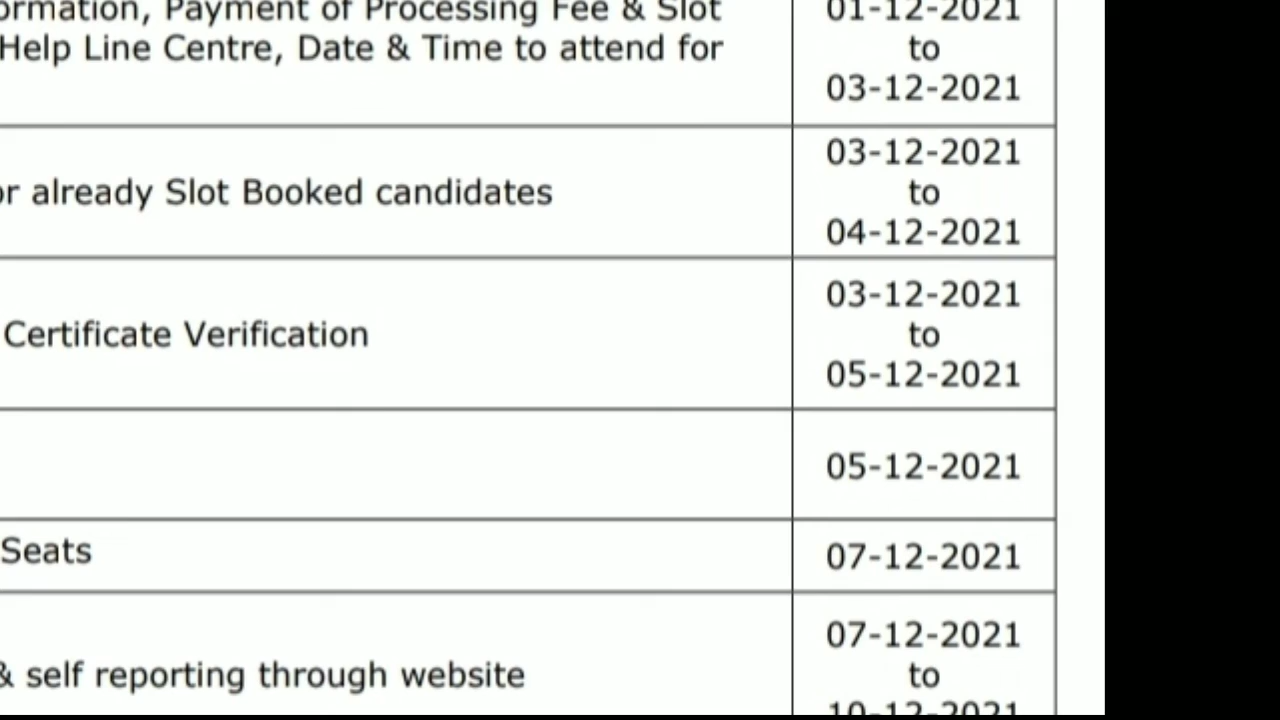 ormation, Payment of Processing Fee & Slot
Help Line Centre, Date & Time to attend for
01-12-2021
to
03-12-2021
or already Slot Booked candidates
03-12-2021
to
04-12-2021
Certificate Verification
03-12-2021
to
05-12-2021
05-12-2021
Seats
07-12-2021
& self reporting through website
07-12-2021
to
10-12-2021